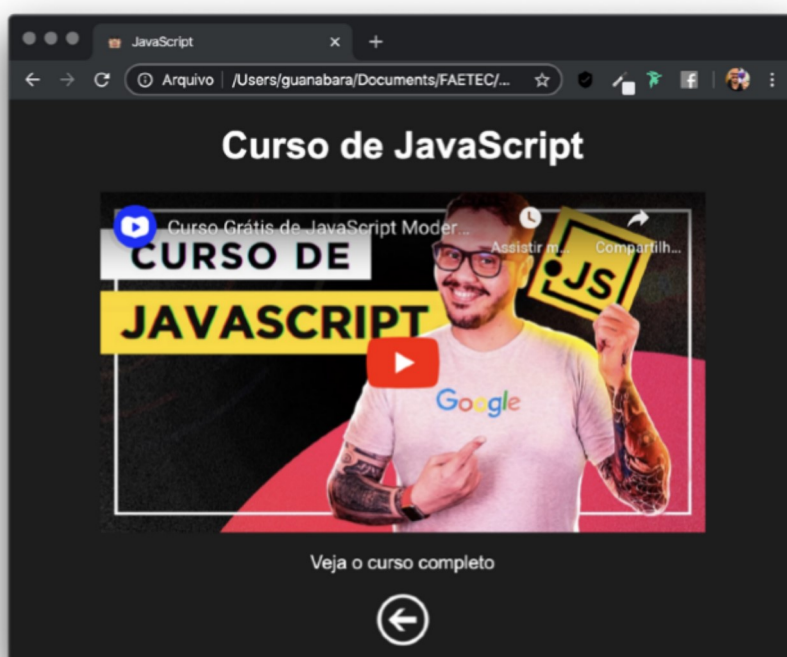 JavaScript
Arquivo | /Users/guanabara/Documents/FAETEC/...
Curso de JavaScript
Curso Grátis de JavaScript Moder...
Assistir m...
Compartilh...
CURSO DE
JAVASCRIPT
.JS
Google
Veja o curso completo